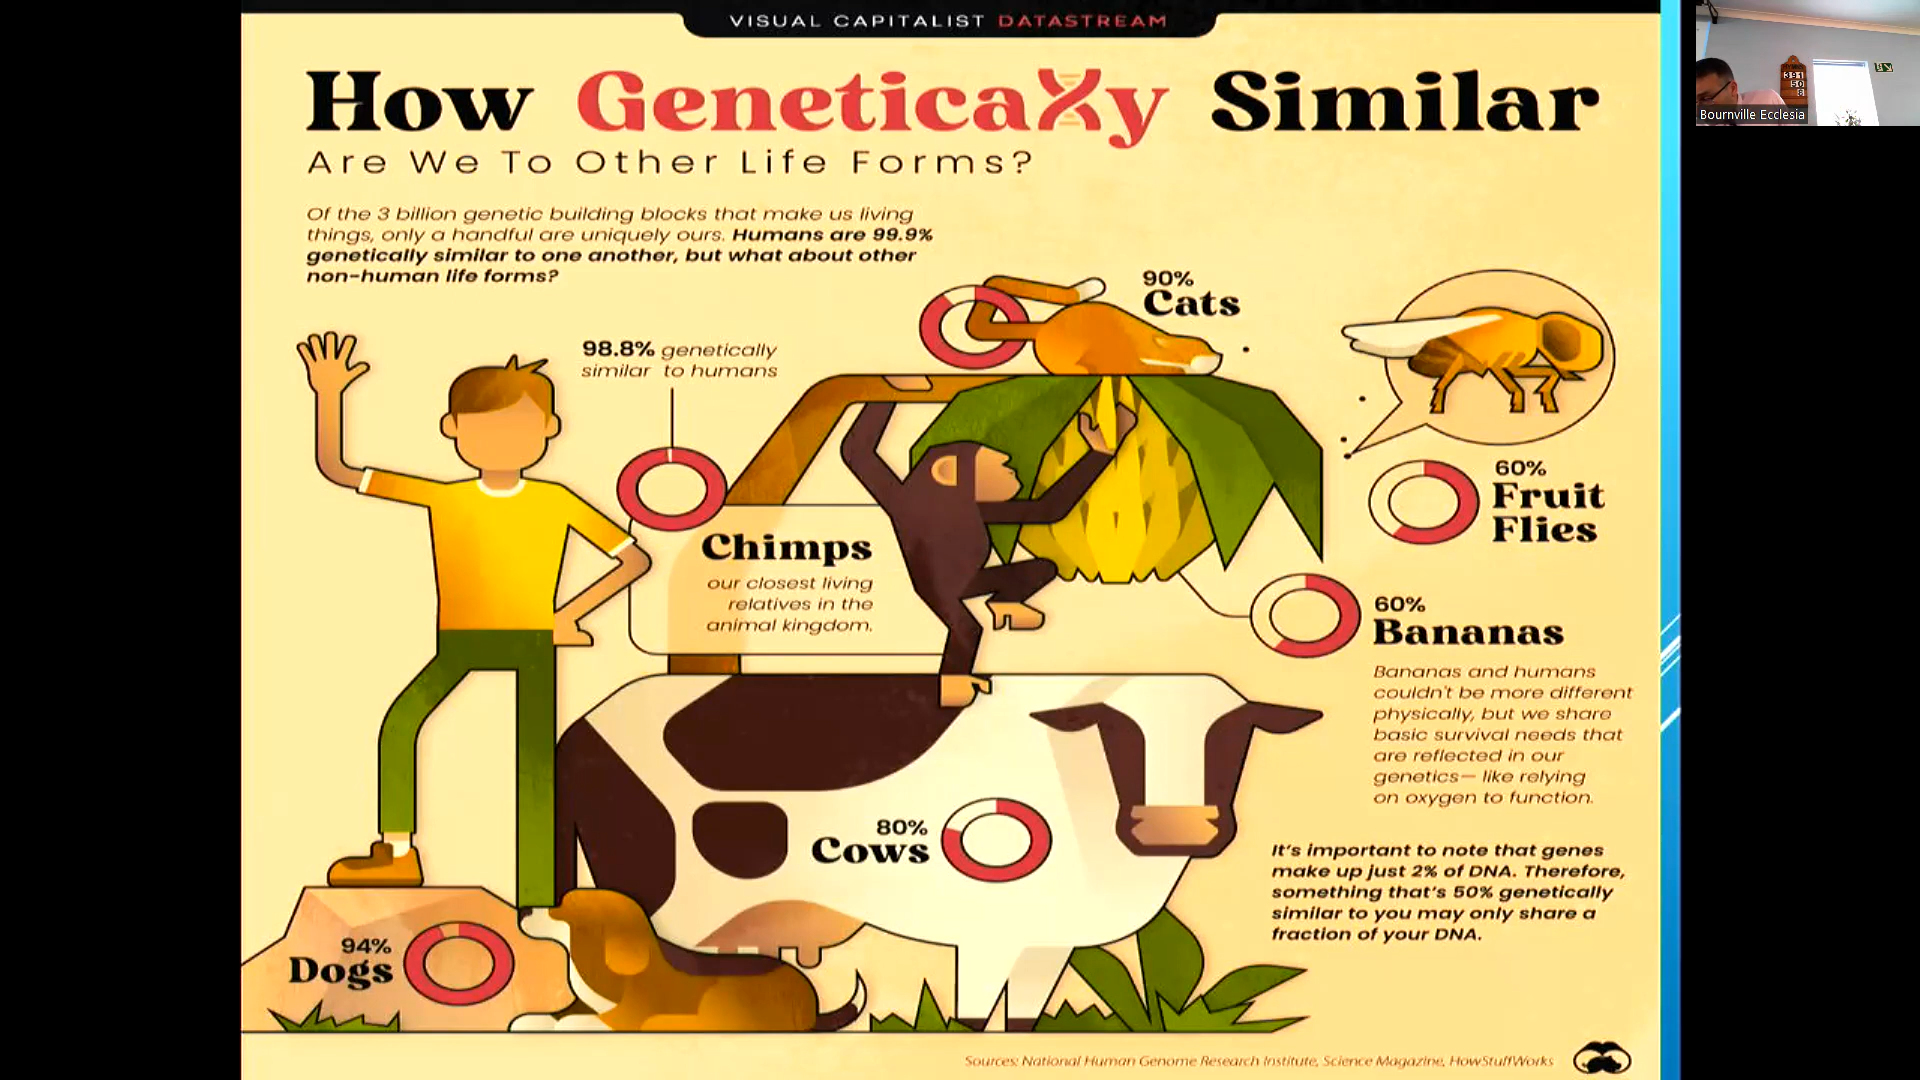 VISUAL CAPITALIST DATASTREAM
How Genetically Similar
Are We To Other Life Forms?
Of the 3 billion genetic building blocks that make us living
things, only a handful are uniquely ours. Humans are 99.9%
genetically similar to one another, but what about other
non-human life forms?
90%
Cats
98.8% genetically
similar to humans
60%
Fruit
Flies
Chimps
our closest living
relatives in the
animal kingdom.
60%
Bananas
Bananas and humans
couldn't be more different
physically, but we share
basic survival needs that
are reflected in our
genetics— like relying
on oxygen to function.
80%
Cows
It's important to note that genes
make up just 2% of DNA. Therefore,
something that's 50% genetically
similar to you may only share a
fraction of your DNA.
94%
Dogs
Sources: National Human Genome Research Institute, Science Magazine, HowStuffWorks
391
50
6
Bournville Ecclesia